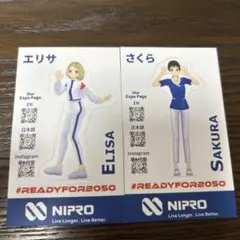 エリサ
Our
Expo Page
EN
日本語
Instagram
ELISA
#READYFOR2050
NIPRO
Live Longer. Live Better.
さくら
Our
Expo Page
EN
日本語
Instagram
SAKURA
#READYFOR2050
NIPRO
Live Longer. Live Better.